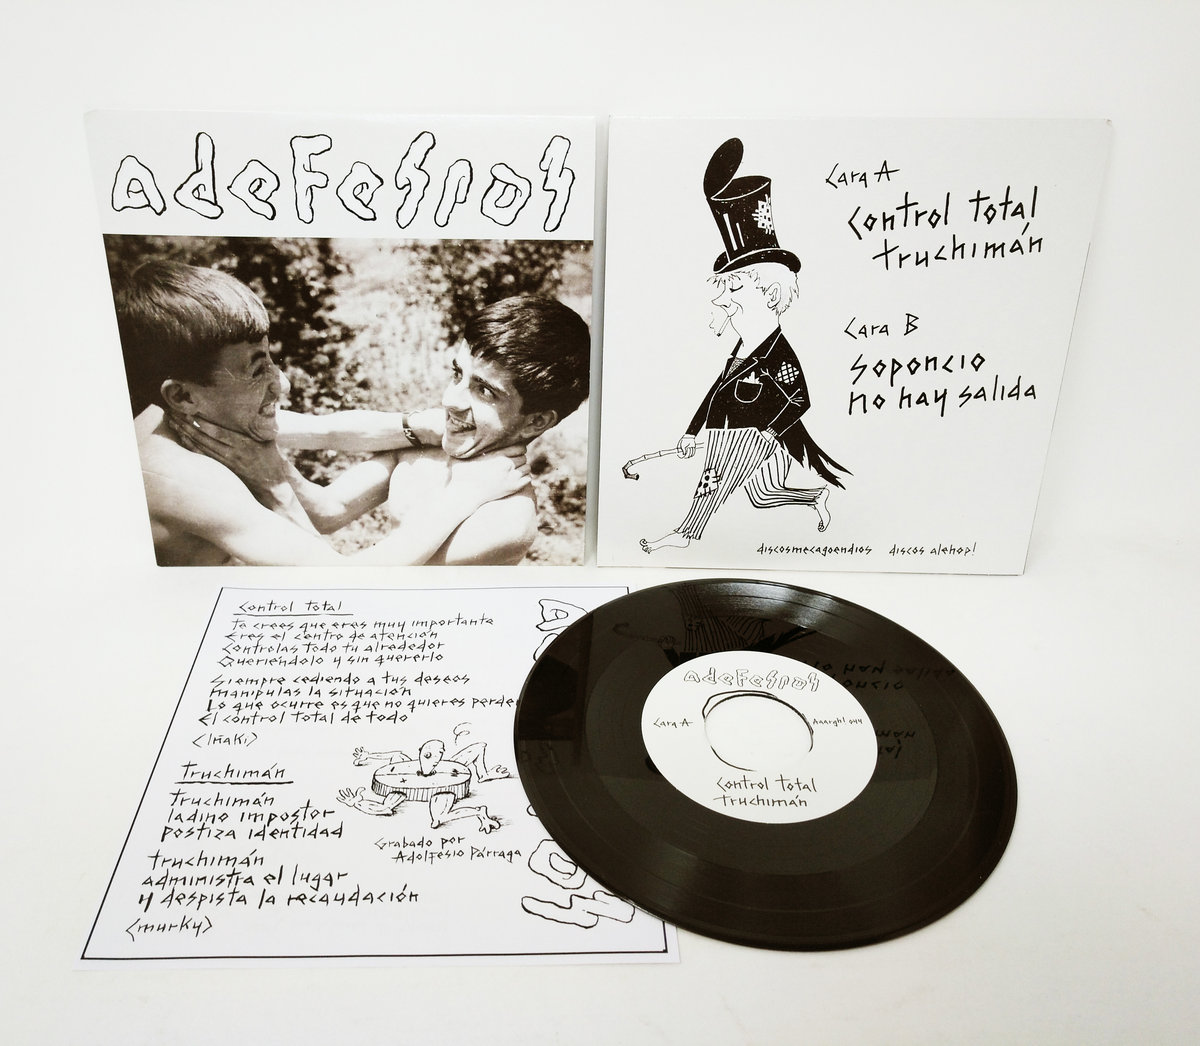 adeFesios
Cara A
Control total
truchimán
Cara B
Soponcio
no hay salida
discosmecagoendios discos alehop!
Control total
Te crees que eres muy importante
Eres el centro de atención
Controlas todo tu alrededor
Queriéndolo y sin quererlo
Siempre cediendo a tus deseos
manipulas la situación
Lo que ocurre es que no quieres perder
El control total de todo
(Iñaki)
truchimán
truchimán
ladino impostor
postiza identidad
truchimán
administra el lugar
y despista la recaudación
(murky)
Grabado por
Adolfesio Párraga
adeFesios
Cara A
Aaargh! 044
Control total
truchimán